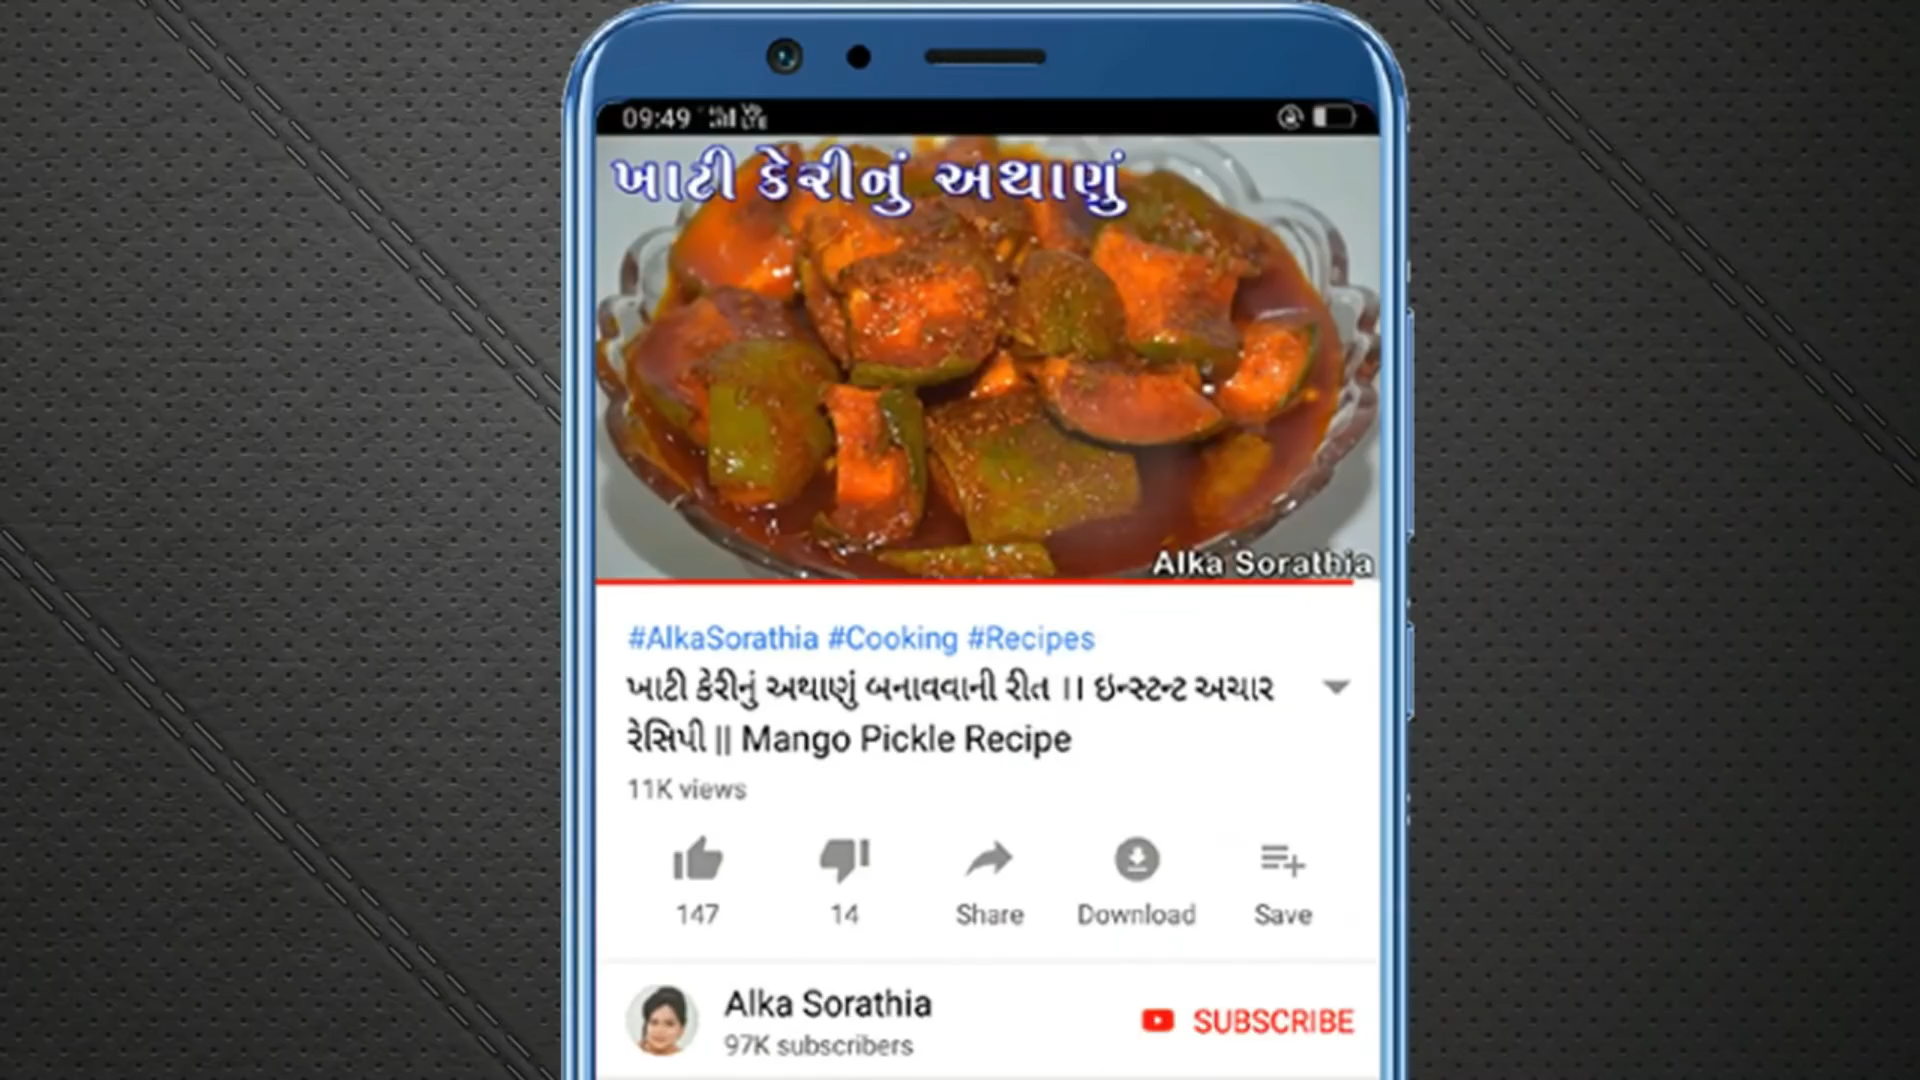 09:49
ખાટી કેરીનું અથાણું
Alka Sorathia
#AlkaSorathia #Cooking #Recipes
ખાટી કેરીનું અથાણું બનાવવાની રીત ।। ઇન્સ્ટન્ટ અચાર
રેસિપી || Mango Pickle Recipe
11K views
147 14 Share Download Save
Alka Sorathia
97K subscribers
SUBSCRIBE